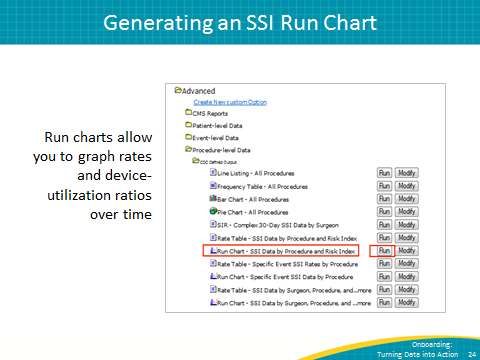 Generating an SSI Run Chart
Run charts allow
you to graph rates
and device-
utilization ratios
over time
Advanced
Create New custom Option
CMS Reports
Patient-level Data
Event-level Data
Procedure-level Data
CDC Defined Output
Line Listing - All Procedures Run Modify
Frequency Table - All Procedures Run Modify
Bar Chart - All Procedures Run Modify
Pie Chart - All Procedures Run Modify
SIR - Complex 30-Day SSI Data by Surgeon Run Modify
Rate Table - SSI Data by Procedure and Risk Index Run Modify
Run Chart - SSI Data by Procedure and Risk Index Run Modify
Rate Table - Specific Event SSI Rates by Procedure Run Modify
Run Chart - Specific Event SSI Data by Procedure Run Modify
Rate Table - SSI Data by Surgeon, Procedure, and...more Run Modify
Run Chart - SSI Data by Surgeon, Procedure, and ...more Run Modify
Onboarding:
Turning Data into Action 24